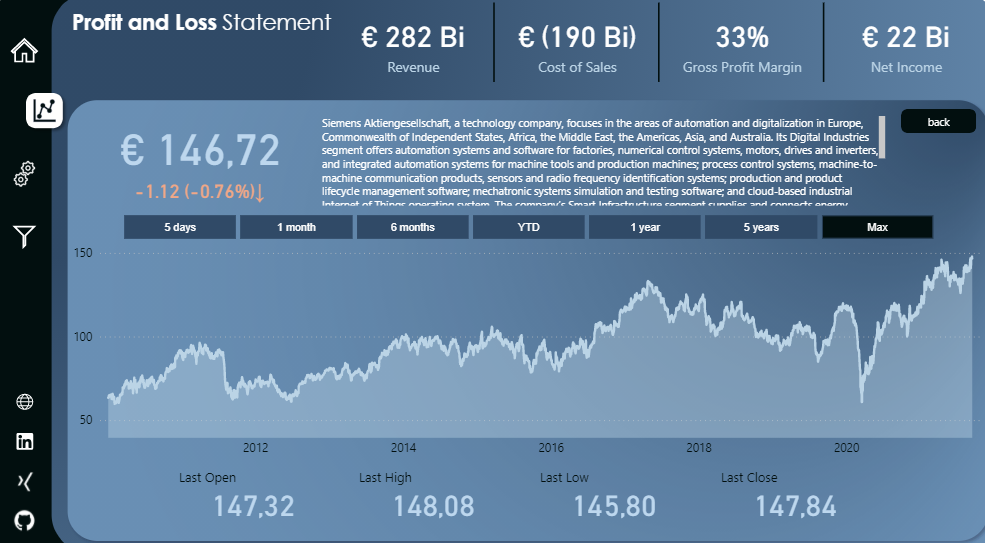 Profit and Loss Statement
€ 282 Bi
Revenue
€ (190 Bi)
Cost of Sales
33%
Gross Profit Margin
€ 22 Bi
Net Income
€ 146,72
-1.12 (-0.76%)↓
Siemens Aktiengesellschaft, a technology company, focuses in the areas of automation and digitalization in Europe,
Commonwealth of Independent States, Africa, the Middle East, the Americas, Asia, and Australia. Its Digital Industries
segment offers automation systems and software for factories, numerical control systems, motors, drives and inverters,
and integrated automation systems for machine tools and production machines; process control systems, machine-to-
machine communication products, sensors and radio frequency identification systems; production and product
lifecycle management software; mechatronic systems simulation and testing software; and cloud-based industrial
Internet of Things operating system. The company's Smart Infrastructure segment supplies and connects energy
back
5 days
1 month
6 months
YTD
1 year
5 years
Max
150
100
50
2012
2014
2016
2018
2020
Last Open
147,32
Last High
148,08
Last Low
145,80
Last Close
147,84
in